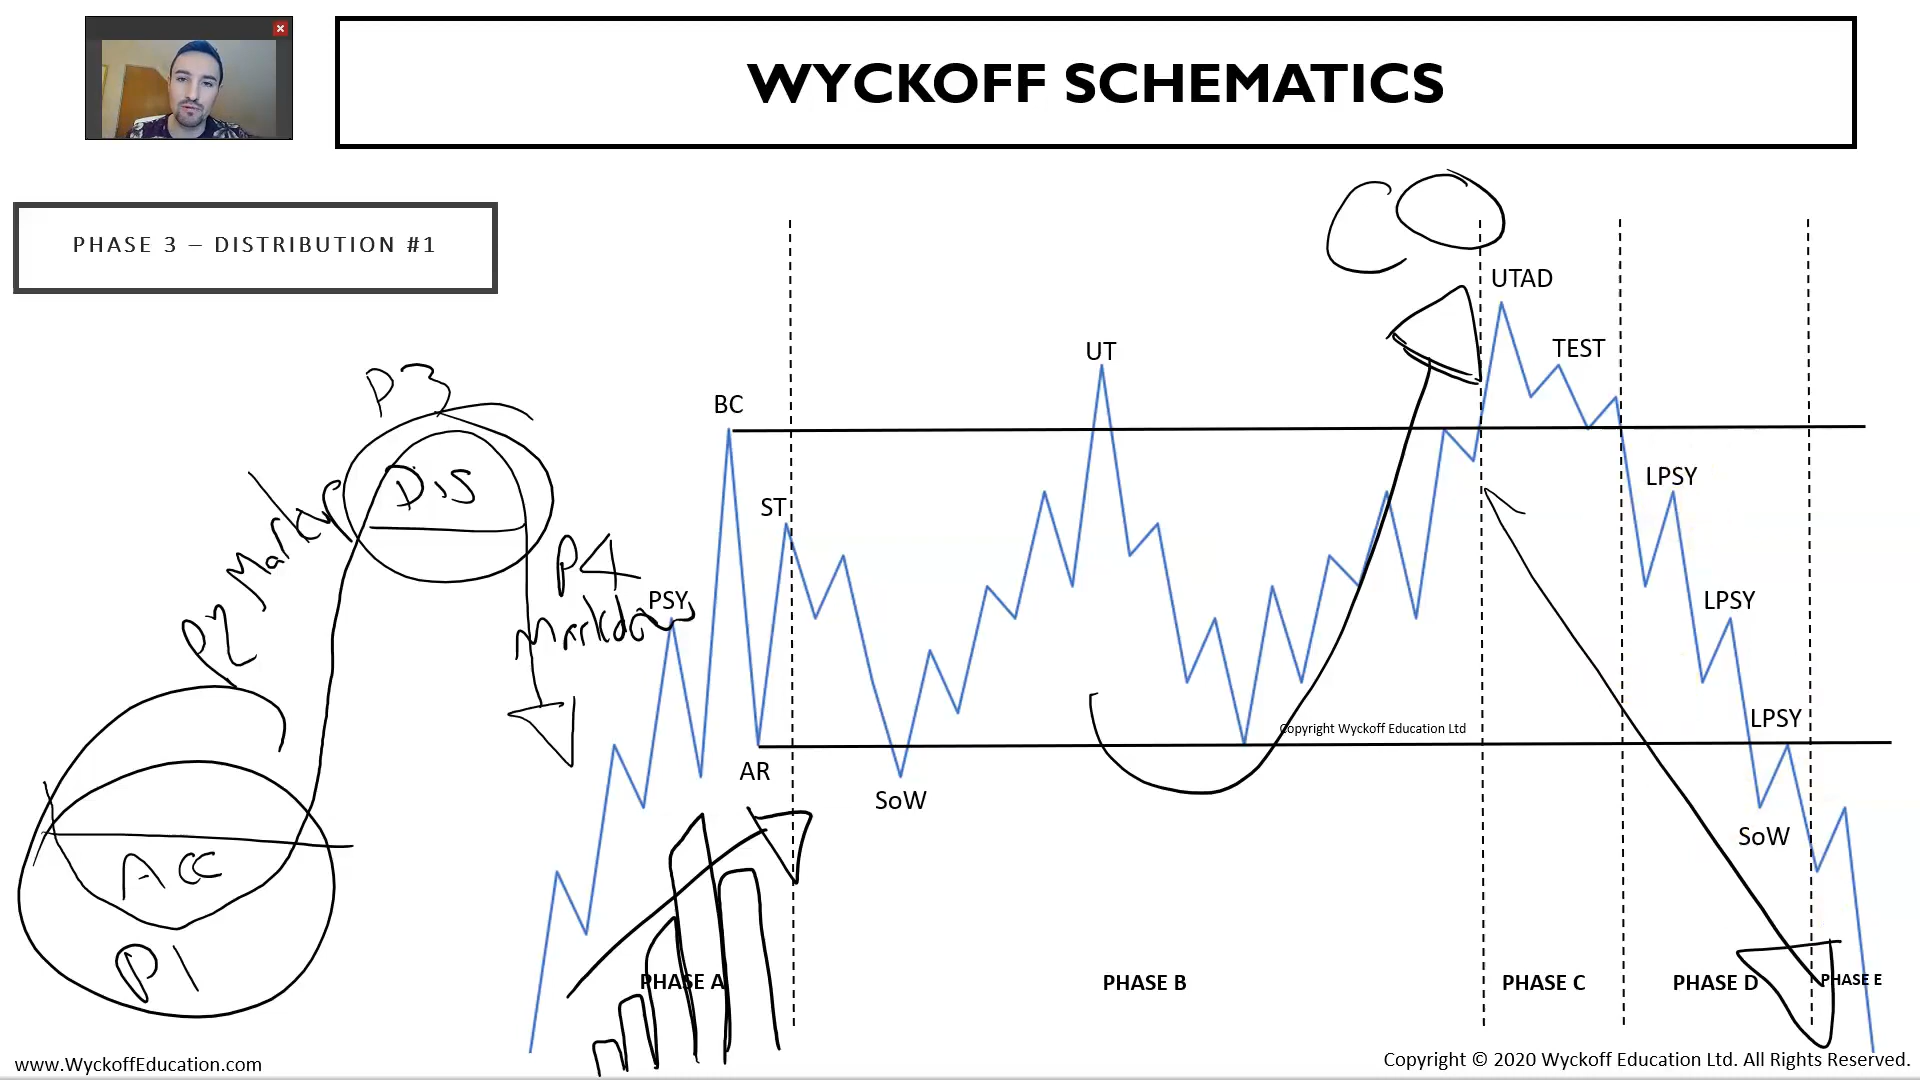 WYCKOFF SCHEMATICS
PHASE 3 – DISTRIBUTION #1
UTAD
TEST
UT
BC
P3
LPSY
DIS
ST
P4
PSY
LPSY
Markdown
P2
LPSY
Copyright Wyckoff Education Ltd
AR
SoW
SoW
ACC
P1
PHASE A
PHASE B
PHASE C
PHASE D
PHASE E
www.WyckoffEducation.com
Copyright © 2020 Wyckoff Education Ltd. All Rights Reserved.